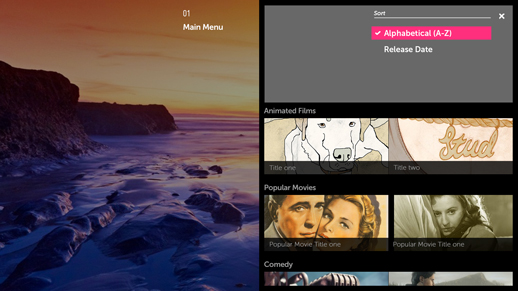 01
Main Menu
Sort
Alphabetical (A-Z)
Release Date
Animated Films
Stud
Title one
Title two
Popular Movies
Popular Movie Title one
Popular Movie Title one
Comedy